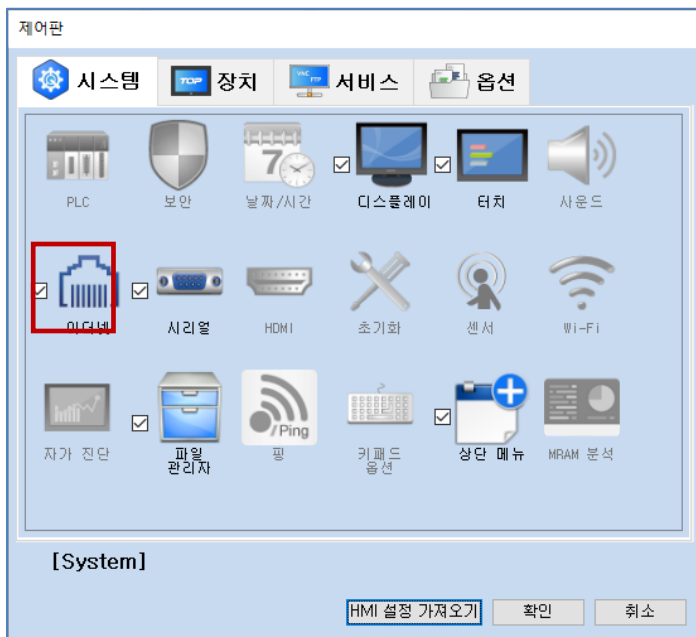 제어판
시스템 TOP 장치 VNC FTP 서비스 옵션
PLC 보안 7 날짜/시간 디스플레이 터치 사운드
이더넷 시리얼 HDMI 초기화 센서 Wi-Fi
/Ping
자가 진단 파일 핑 키패드 상단 메뉴 MRAM 분석
관리자 옵션
[System]
HMI 설정 가져오기 확인 취소